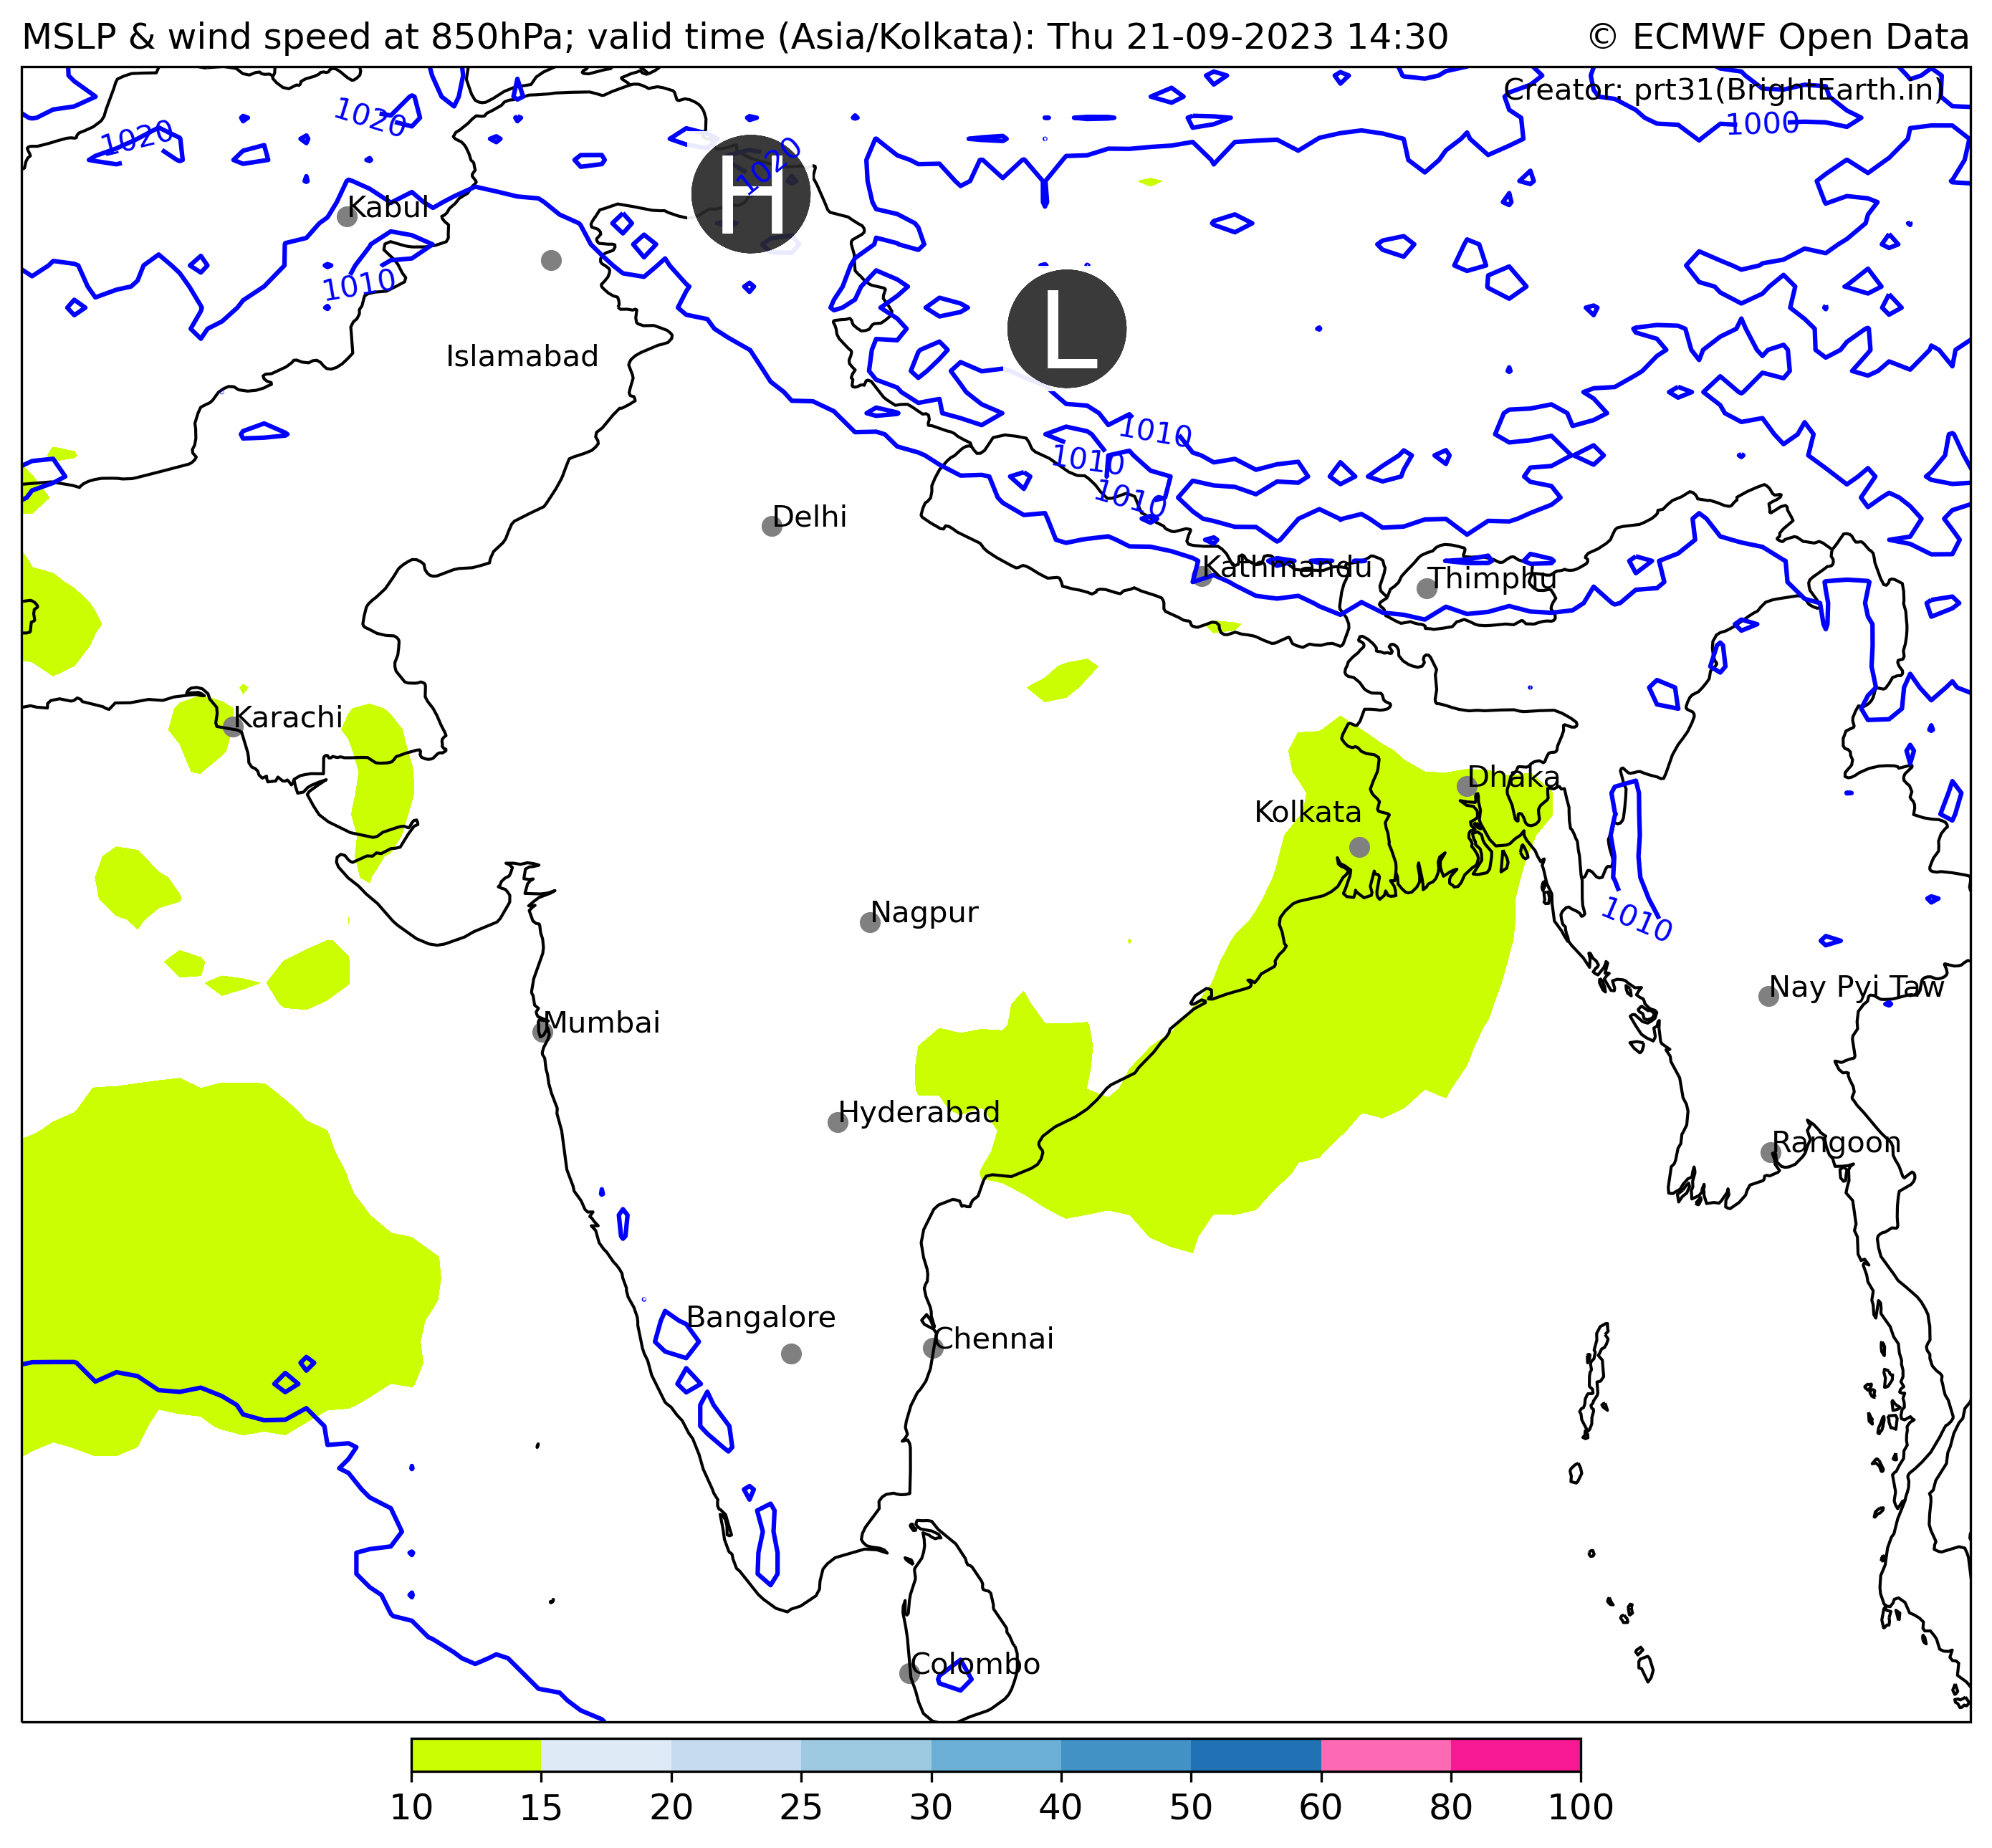 MSLP & wind speed at 850hPa; valid time (Asia/Kolkata): Thu 21-09-2023 14:30
© ECMWF Open Data
Creator: prt31(BrightEarth.in)
1020
1020
1000
1020
H
Kabul
1010
L
Islamabad
1010
1010
1010
Delhi
Kathmandu
Thimphu
Karachi
Dhaka
Kolkata
Nagpur
1010
Nay Pyi Taw
Mumbai
Hyderabad
Rangoon
Bangalore
Chennai
Colombo
10 15 20 25 30 40 50 60 80 100